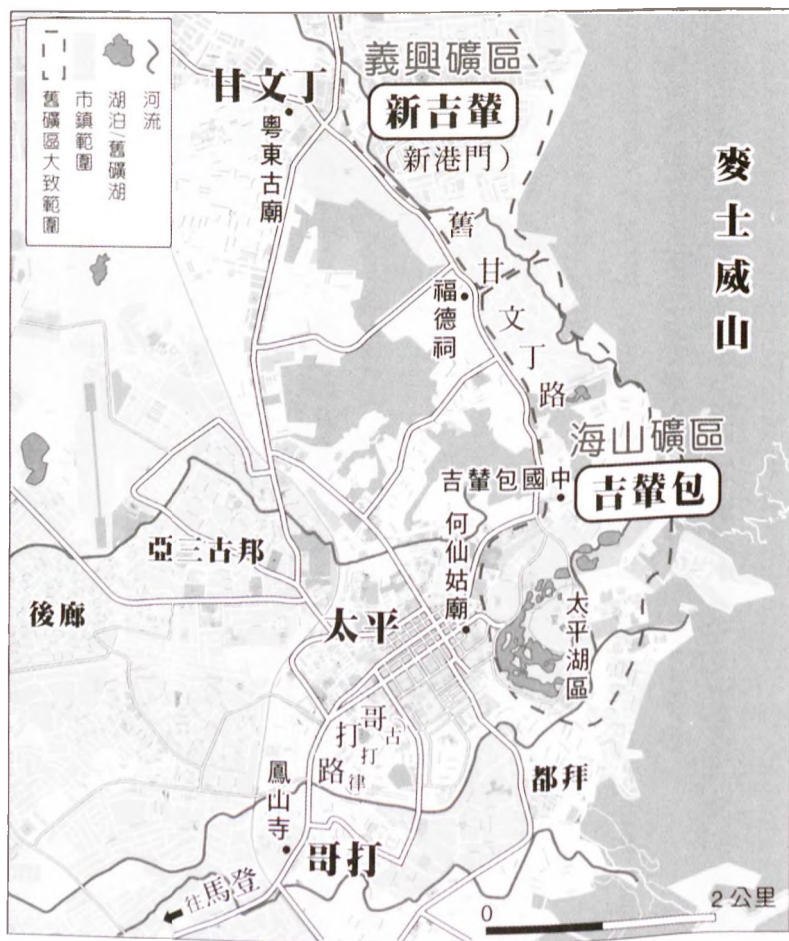 河流
湖泊/舊礦湖
市鎮範圍
舊礦區大致範圍
義興礦區
甘文丁
新吉輦
（新港門）
粵東古廟
麥士威山
舊甘文丁路
福德祠
海山礦區
吉輦包國中
吉輦包
何仙姑廟
亞三古邦
後廊
太平
太平湖區
哥打路
古打律
鳳山寺
都拜
哥打
往馬登
0
2公里